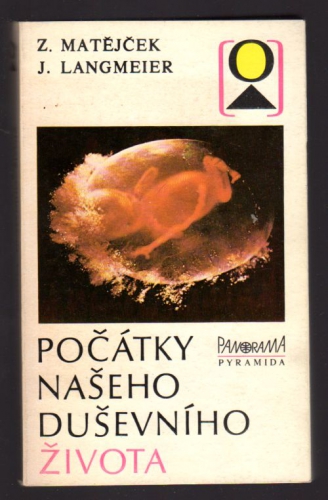 Z. MATĚJČEK
J. LANGMEIER
POČÁTKY
NAŠEHO
DUŠEVNÍHO
ŽIVOTA
PANORAMA
PYRAMIDA